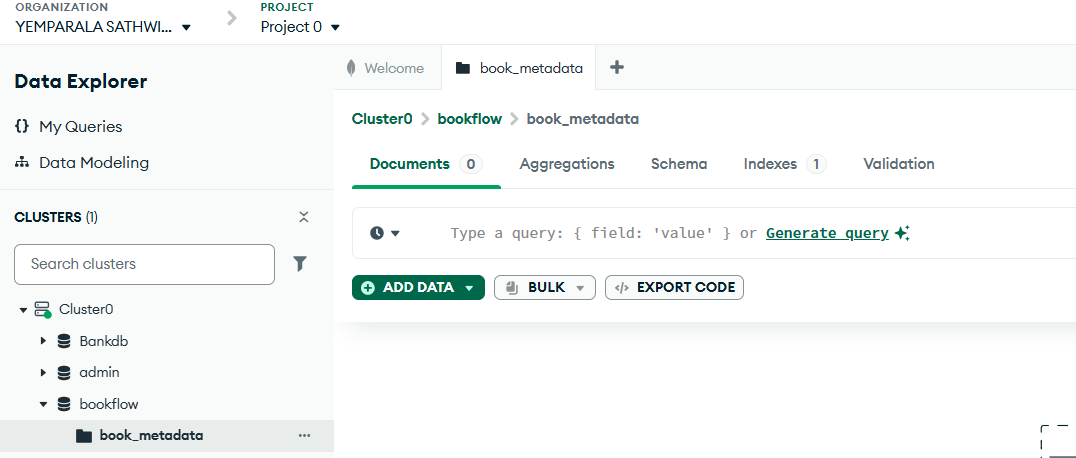 ORGANIZATION
YEMPARALA SATHWI...
PROJECT
Project 0
Data Explorer
My Queries
Data Modeling
CLUSTERS (1)
Search clusters
Cluster0
Bankdb
admin
bookflow
book_metadata
Welcome
book_metadata
Cluster0 > bookflow > book_metadata
Documents 0 Aggregations Schema Indexes 1 Validation
Type a query: { field: 'value' } or Generate query
ADD DATA BULK </> EXPORT CODE